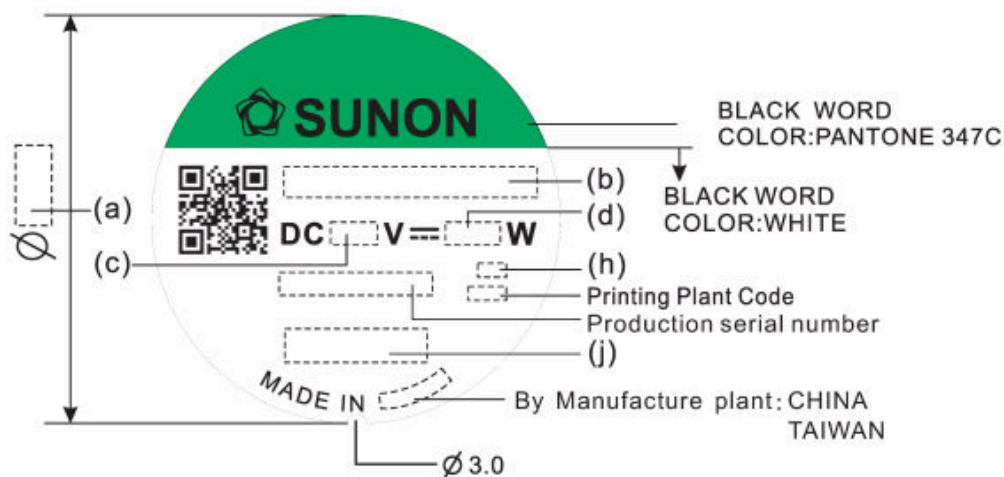 SUNON
BLACK WORD
COLOR:PANTONE 347C
BLACK WORD
COLOR:WHITE
(a)
Ø
(b)
(d)
(c)
DC V⎓ W
(h)
Printing Plant Code
Production serial number
(j)
MADE IN
By Manufacture plant: CHINA
TAIWAN
Ø 3.0